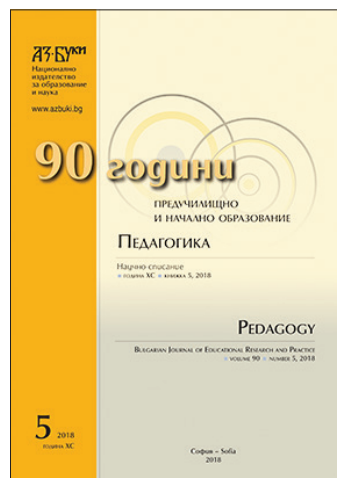 АЗ·БУКИ
Национално
издателство
за образование
и наука
www.azbuki.bg
90 години
ПРЕДУЧИЛИЩНО
И НАЧАЛНО ОБРАЗОВАНИЕ
ПЕДАГОГИКА
Научно списание
ГОДИНА XC КНИЖКА 5, 2018
PEDAGOGY
BULGARIAN JOURNAL OF EDUCATIONAL RESEARCH AND PRACTICE
VOLUME 90 NUMBER 5, 2018
5 2018
ГОДИНА XC
София – Sofia
2018